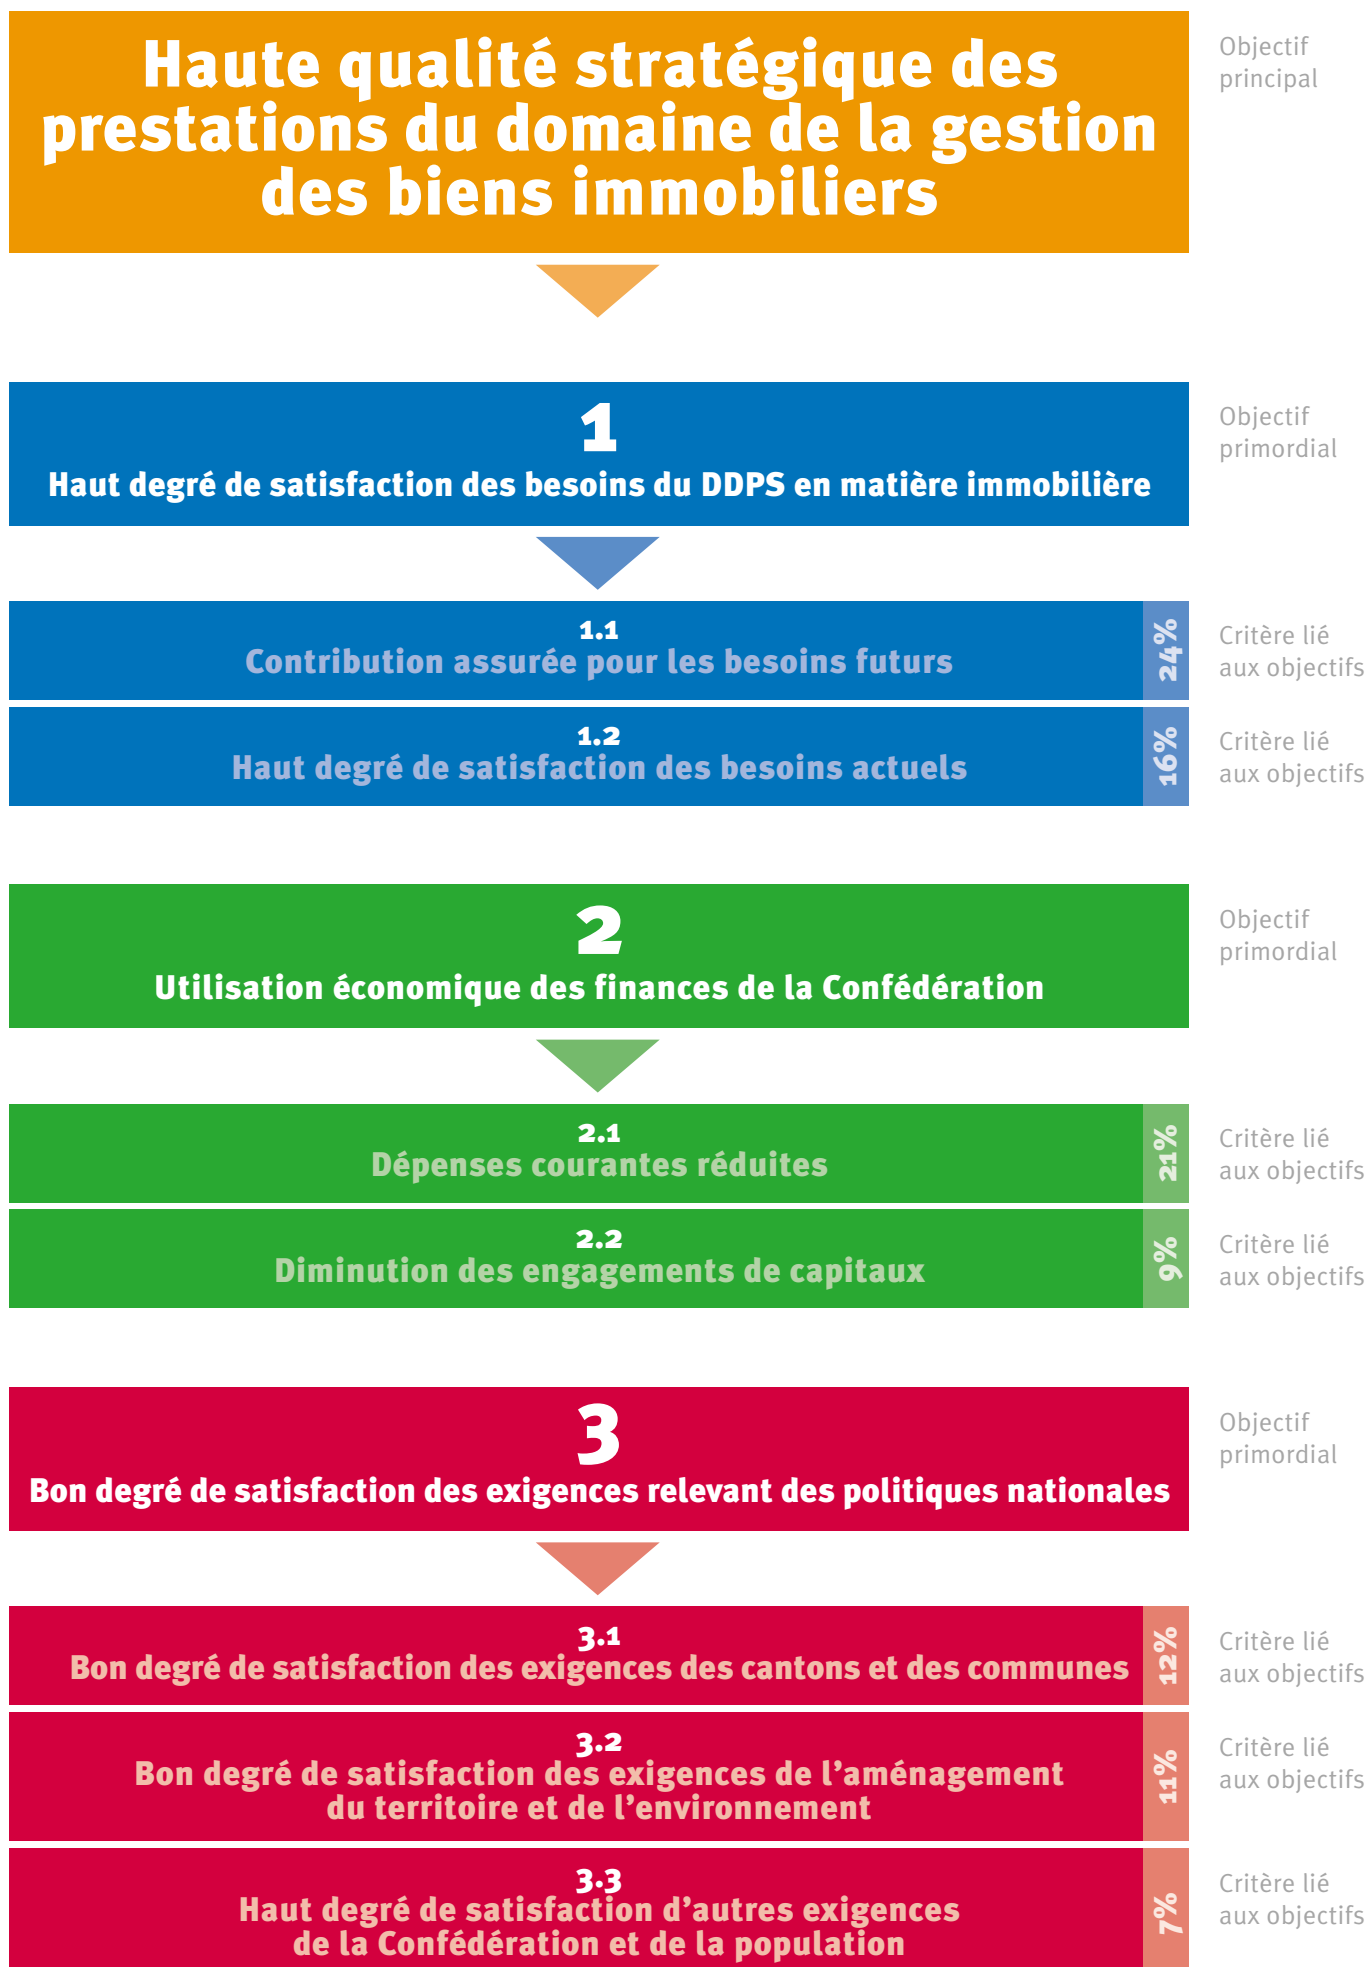 Haute qualité stratégique des
prestations du domaine de la gestion
des biens immobiliers
Objectif
principal
1
Haut degré de satisfaction des besoins du DDPS en matière immobilière
Objectif
primordial
1.1
Contribution assurée pour les besoins futurs
24%
Critère lié
aux objectifs
1.2
Haut degré de satisfaction des besoins actuels
16%
Critère lié
aux objectifs
2
Utilisation économique des finances de la Confédération
Objectif
primordial
2.1
Dépenses courantes réduites
21%
Critère lié
aux objectifs
2.2
Diminution des engagements de capitaux
9%
Critère lié
aux objectifs
3
Bon degré de satisfaction des exigences relevant des politiques nationales
Objectif
primordial
3.1
Bon degré de satisfaction des exigences des cantons et des communes
12%
Critère lié
aux objectifs
3.2
Bon degré de satisfaction des exigences de l’aménagement
du territoire et de l’environnement
11%
Critère lié
aux objectifs
3.3
Haut degré de satisfaction d’autres exigences
de la Confédération et de la population
7%
Critère lié
aux objectifs